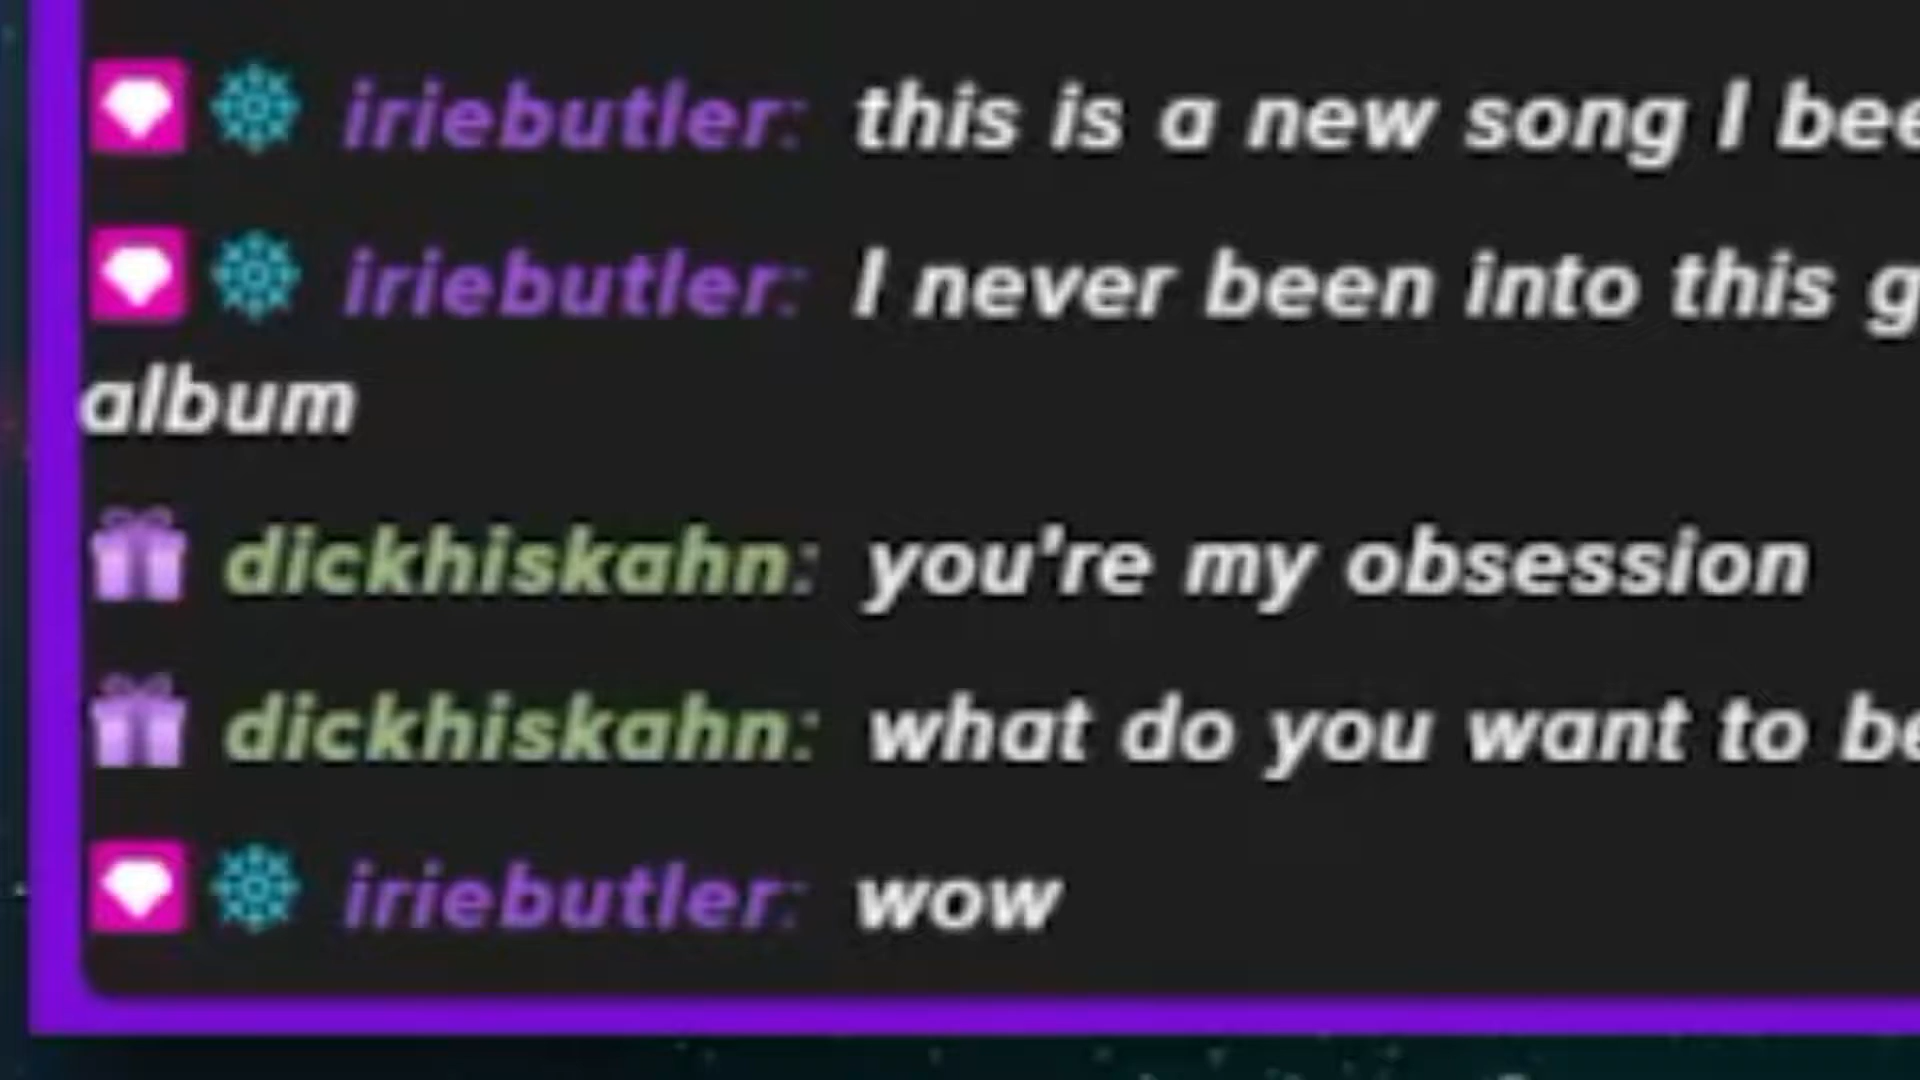 iriebutler: this is a new song I bee
iriebutler: I never been into this g
album
dickhiskahn: you're my obsession
dickhiskahn: what do you want to be
iriebutler: wow